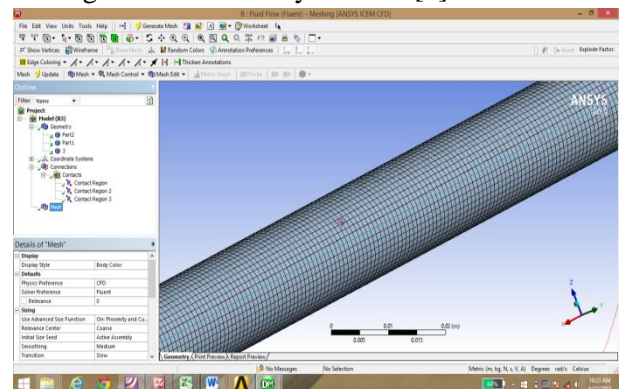 B : Fluid Flow (Fluent) - Meshing [ANSYS ICEM CFD]
File Edit View Units Tools Help Generate Mesh Worksheet
Show Vertices Wireframe Show Mesh Random Colors Annotation Preferences Explode Factor:
Edge Coloring Thicken Annotations
Mesh Update Mesh Mesh Control Mesh Edit Metric Graph
Outline
Filter: Name
Project
Model (B3)
Geometry
Part2
Part1
3
Coordinate Systems
Connections
Contacts
Contact Region
Contact Region 2
Contact Region 3
Mesh
ANSYS
Details of "Mesh"
Display
Display Style Body Color
Defaults
Physics Preference CFD
Solver Preference Fluent
Relevance 0
Sizing
Use Advanced Size Function On: Proximity and Cu...
Relevance Center Coarse
Initial Size Seed Active Assembly
Smoothing Medium
Transition Slow
0 0.01 0.02 (m)
0.005 0.015
Z
Geometry Print Preview Report Preview
No Messages No Selection Metric (m, kg, N, s, V, A) Degrees rad/s Celsius
10:23 AM